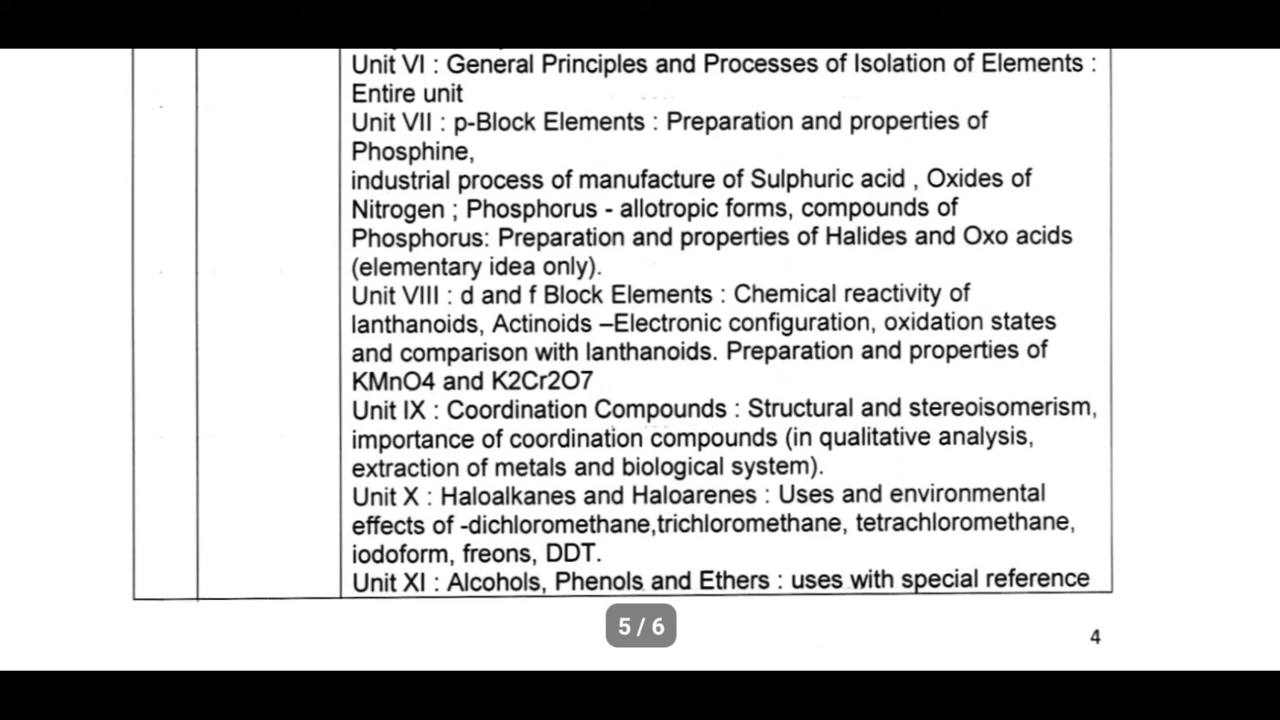 Unit VI : General Principles and Processes of Isolation of Elements :
Entire unit
Unit VII : p-Block Elements : Preparation and properties of
Phosphine,
industrial process of manufacture of Sulphuric acid , Oxides of
Nitrogen ; Phosphorus - allotropic forms, compounds of
Phosphorus: Preparation and properties of Halides and Oxo acids
(elementary idea only).
Unit VIII : d and f Block Elements : Chemical reactivity of
lanthanoids, Actinoids –Electronic configuration, oxidation states
and comparison with lanthanoids. Preparation and properties of
KMnO4 and K2Cr2O7
Unit IX : Coordination Compounds : Structural and stereoisomerism,
importance of coordination compounds (in qualitative analysis,
extraction of metals and biological system).
Unit X : Haloalkanes and Haloarenes : Uses and environmental
effects of -dichloromethane,trichloromethane, tetrachloromethane,
iodoform, freons, DDT.
Unit XI : Alcohols, Phenols and Ethers : uses with special reference
5 / 6
4